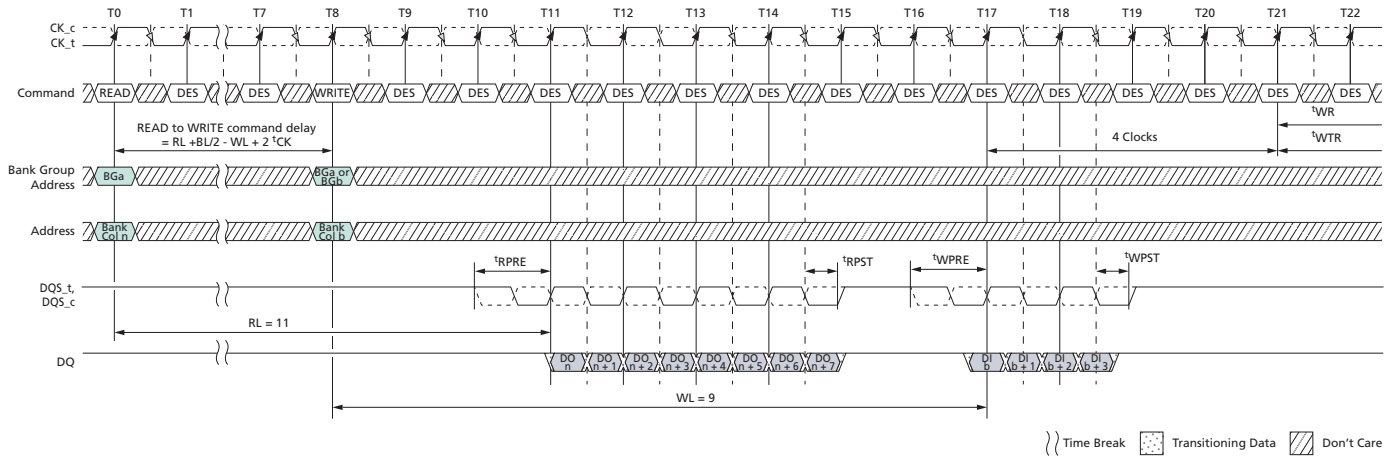 T0 T1 T7 T8 T9 T10 T11 T12 T13 T14 T15 T16 T17 T18 T19 T20 T21 T22
CK_c
CK_t
Command READ DES DES WRITE DES DES DES DES DES DES DES DES DES DES DES DES DES DES
tWR
READ to WRITE command delay
= RL +BL/2 - WL + 2 tCK
4 Clocks tWTR
Bank Group
Address
BGa
BGa or
BGb
Address
Bank
Col n
Bank
Col b
tRPRE tRPST tWPRE tWPST
DQS_t,
DQS_c
RL = 11
DQ
DO
n
DO
n + 1
DO
n + 2
DO
n + 3
DO
n + 4
DO
n + 5
DO
n + 6
DO
n + 7
DI
b
DI
b + 1
DI
b + 2
DI
b + 3
WL = 9
Time Break Transitioning Data Don't Care